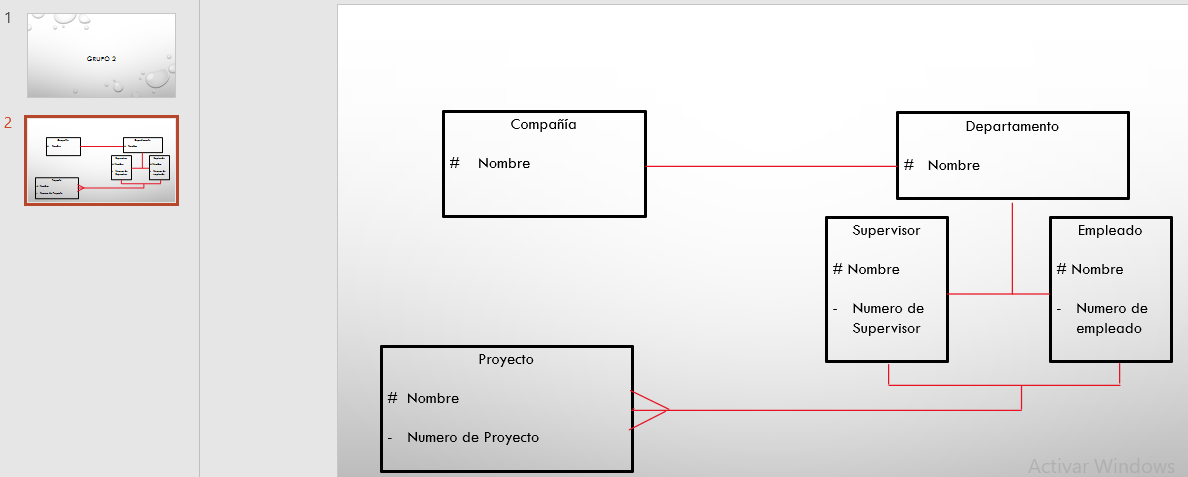 1
GRUPO 2
2
Compañía
# Nombre
Departamento
# Nombre
Supervisor
# Nombre
- Numero de
Supervisor
Empleado
# Nombre
- Numero de
empleado
Proyecto
# Nombre
- Numero de Proyecto
Activar Windows